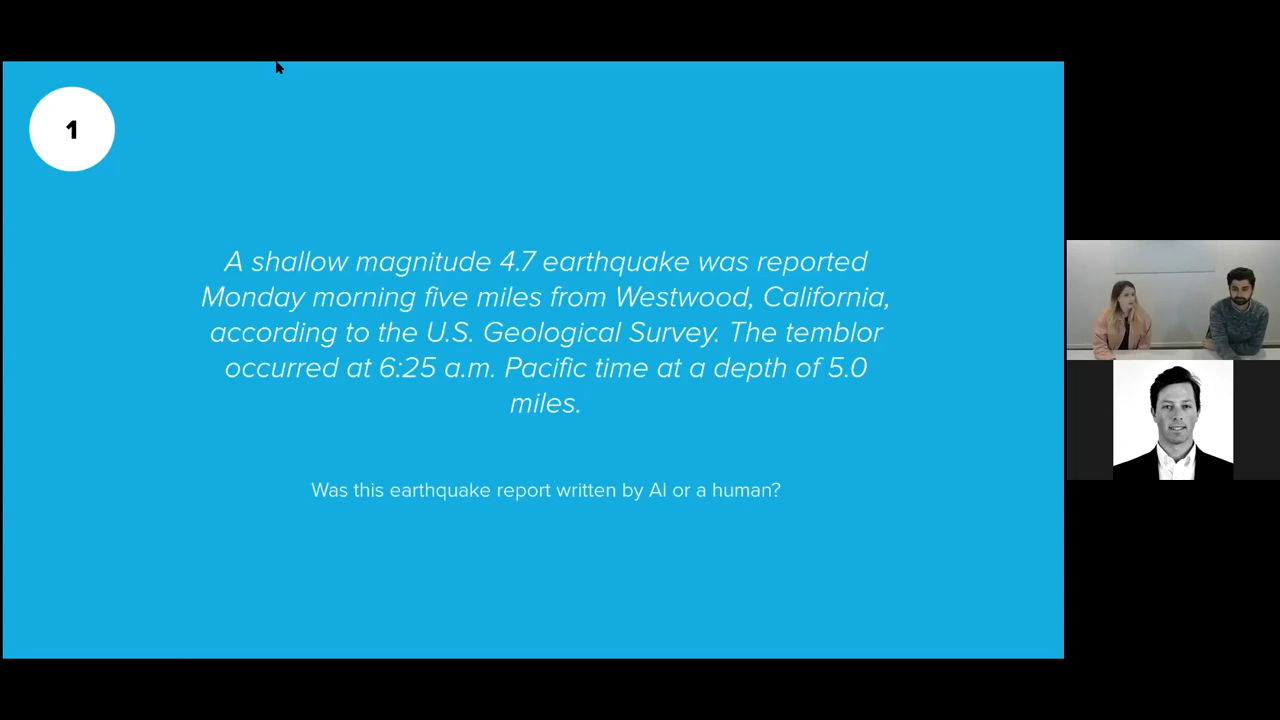 1
A shallow magnitude 4.7 earthquake was reported
Monday morning five miles from Westwood, California,
according to the U.S. Geological Survey. The temblor
occurred at 6:25 a.m. Pacific time at a depth of 5.0
miles.
Was this earthquake report written by AI or a human?